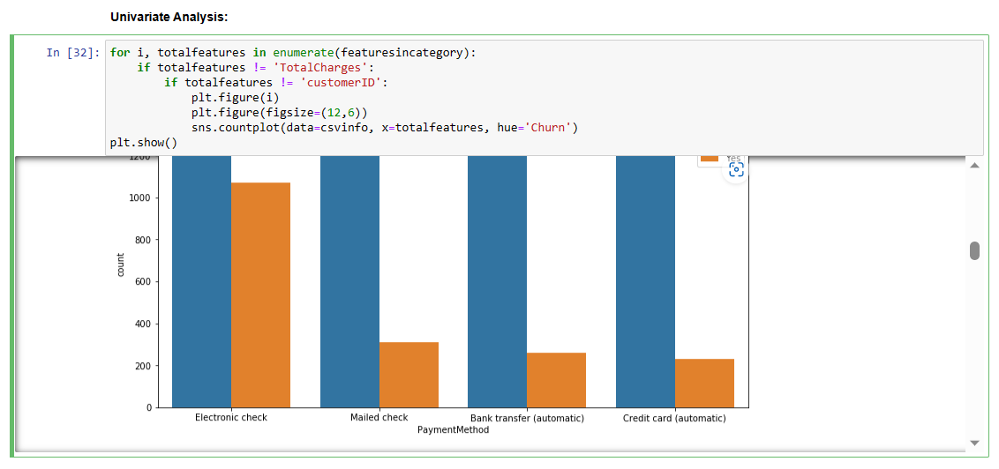 Univariate Analysis:
In [32]: for i, totalfeatures in enumerate(featuresincategory):
    if totalfeatures != 'TotalCharges':
        if totalfeatures != 'customerID':
            plt.figure(i)
            plt.figure(figsize=(12,6))
            sns.countplot(data=csvinfo, x=totalfeatures, hue='Churn')
plt.show()
1200
Yes
1000
800
count
600
400
200
0
Electronic check Mailed check Bank transfer (automatic) Credit card (automatic)
PaymentMethod